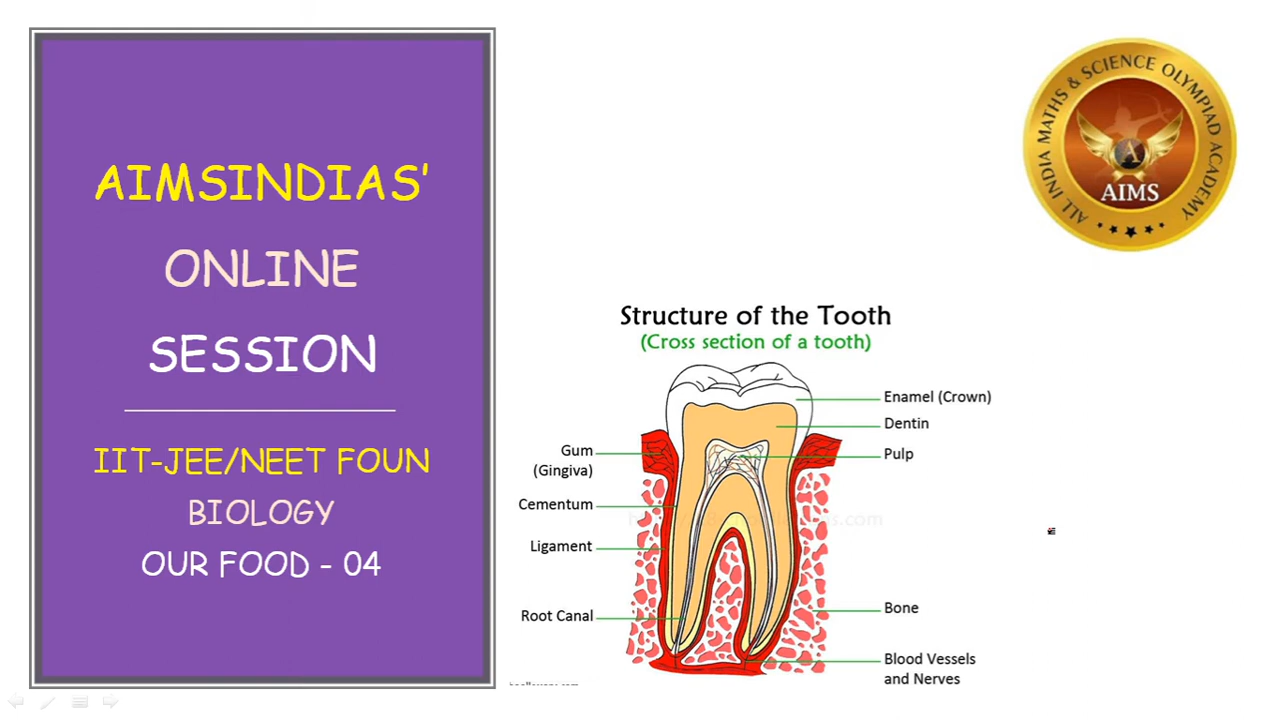 AIMSINDIAS'
ONLINE
SESSION
IIT-JEE/NEET FOUN
BIOLOGY
OUR FOOD - 04
ALL INDIA MATHS & SCIENCE OLYMPIAD ACADEMY
A
AIMS
Structure of the Tooth
(Cross section of a tooth)
Enamel (Crown)
Dentin
Pulp
Gum
(Gingiva)
Cementum
Ligament
Root Canal
Bone
Blood Vessels
and Nerves